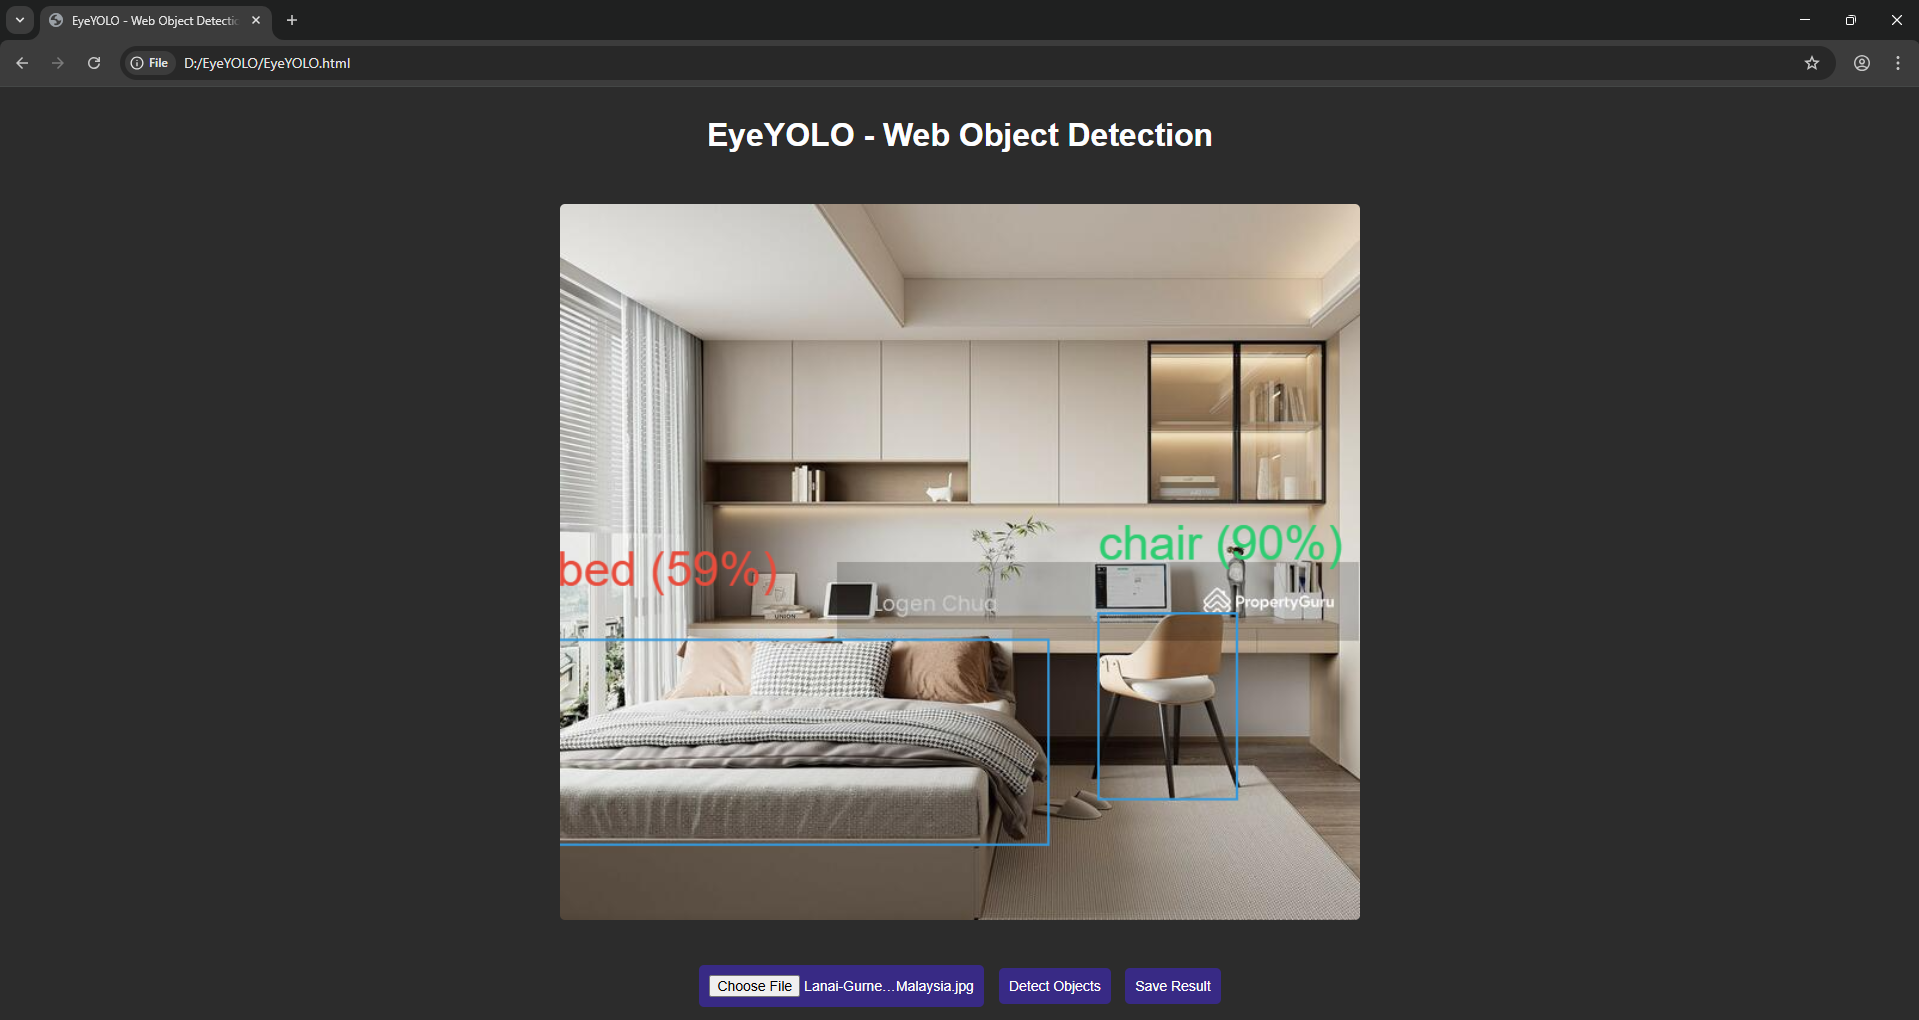 EyeYOLO - Web Object Detectic
File
D:/EyeYOLO/EyeYOLO.html
EyeYOLO - Web Object Detection
chair (90%)
bed (59%)
Logen Chua
PropertyGuru
UNION
Choose File
Lanai-Gurne...Malaysia.jpg
Detect Objects
Save Result